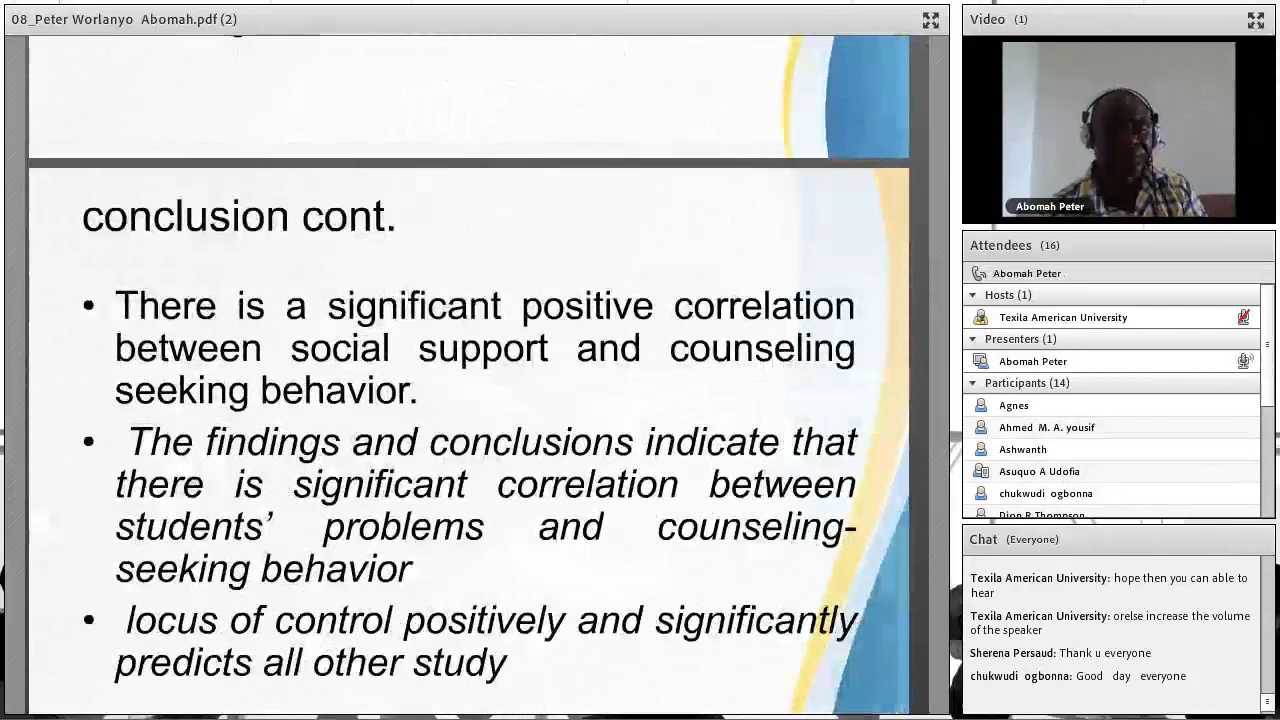 08_Peter Worlanyo Abomah.pdf (2)
conclusion cont.
• There is a significant positive correlation
between social support and counseling
seeking behavior.
• The findings and conclusions indicate that
there is significant correlation between
students’ problems and counseling-
seeking behavior
• locus of control positively and significantly
predicts all other study
Video (1)
Abomah Peter
Attendees (16)
Abomah Peter
Hosts (1)
Texila American University
Presenters (1)
Abomah Peter
Participants (14)
Agnes
Ahmed M. A. yousif
Ashwanth
Asuquo A Udofia
chukwudi ogbonna
Dion R Thompson
Chat (Everyone)
Texila American University: hope then you can able to
hear
Texila American University: orelse increase the volume
of the speaker
Sherena Persaud: Thank u everyone
chukwudi ogbonna: Good day everyone